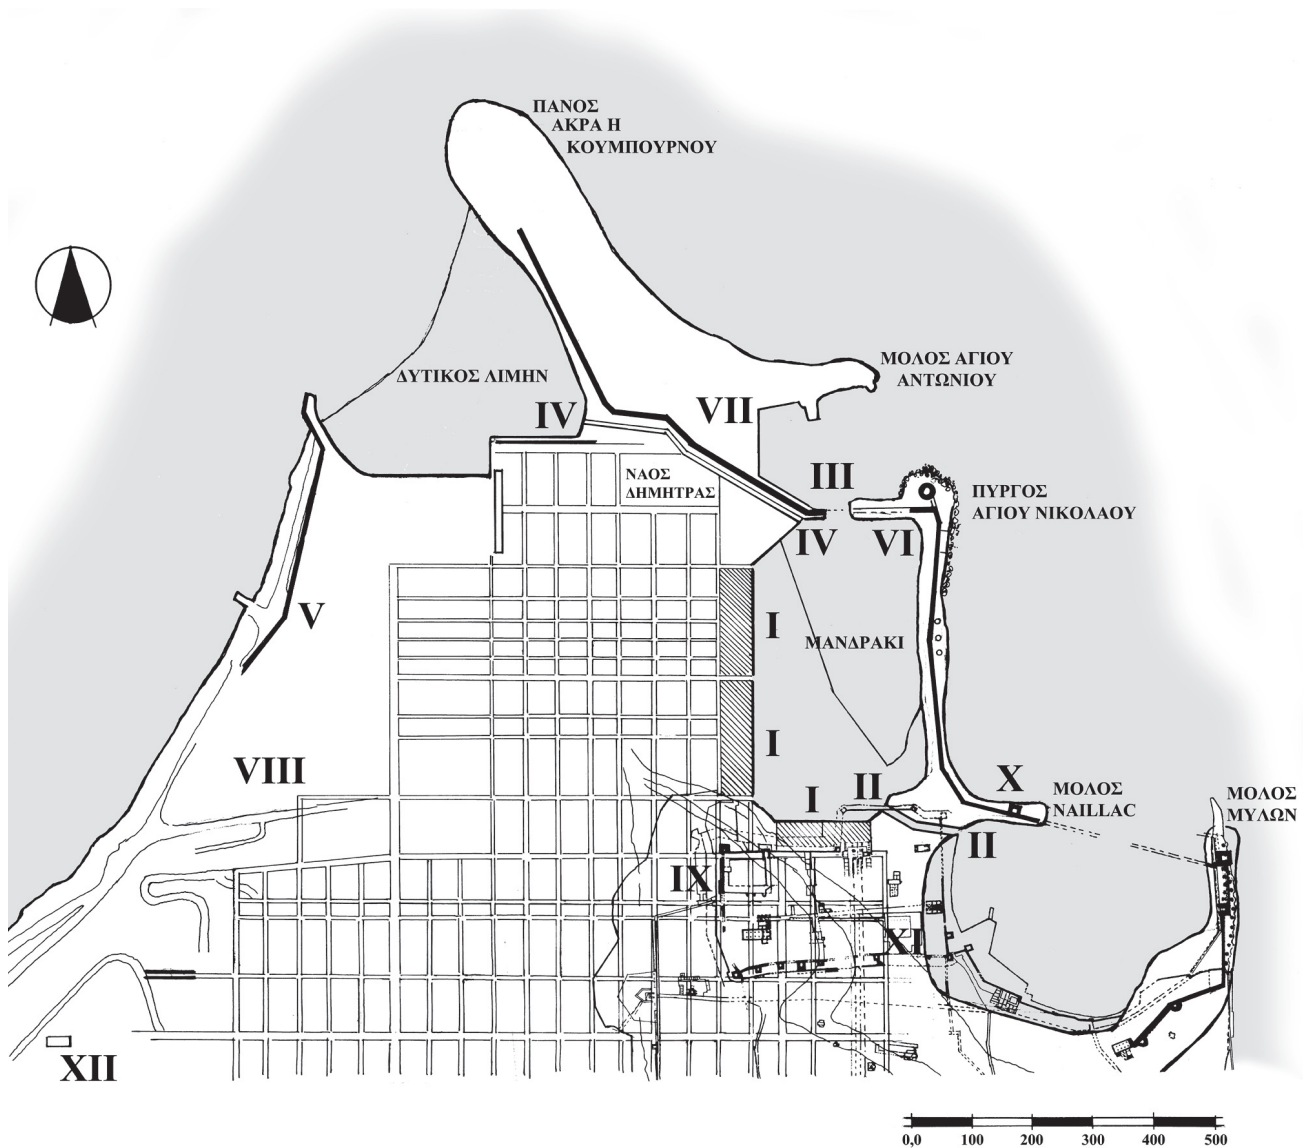 ΠΑΝΟΣ
ΑΚΡΑ Η
ΚΟΥΜΠΟΥΡΝΟΥ
ΜΟΛΟΣ ΑΓΙΟΥ
ΑΝΤΩΝΙΟΥ
ΔΥΤΙΚΟΣ ΛΙΜΗΝ
IV
VII
ΝΑΟΣ
ΔΗΜΗΤΡΑΣ
III
ΠΥΡΓΟΣ
ΑΓΙΟΥ ΝΙΚΟΛΑΟΥ
IV
VI
V
I
ΜΑΝΔΡΑΚΙ
I
VIII
II
I
X
ΜΟΛΟΣ
NAILLAC
ΜΟΛΟΣ
ΜΥΛΩΝ
II
IX
XI
XII
0,0 100 200 300 400 500